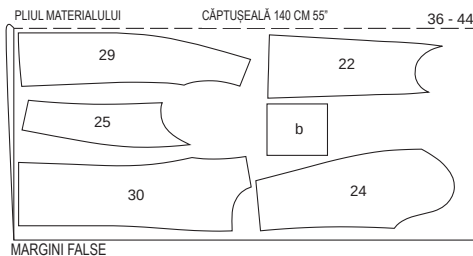 PLIUL MATERIALULUI CĂPTUȘEALĂ 140 CM 55" 36 - 44
29
22
25
b
30
24
MARGINI FALSE